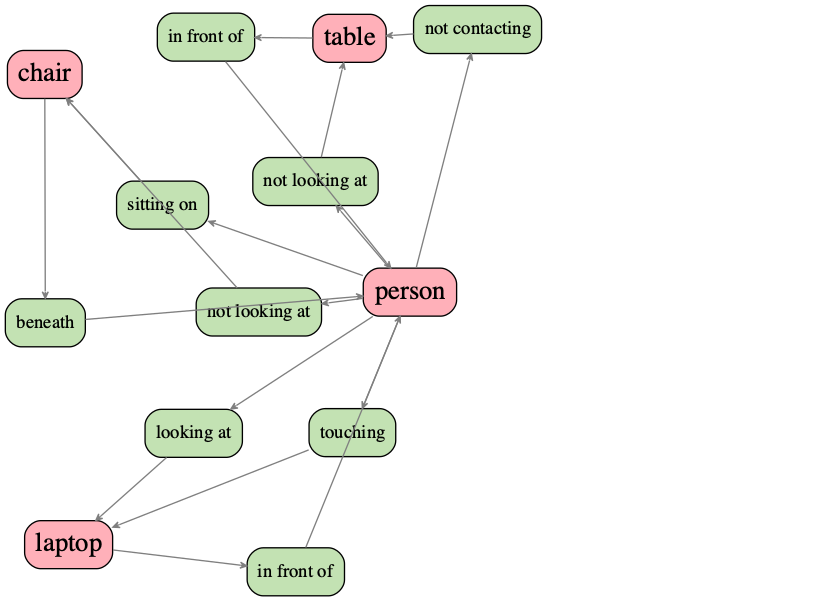 in front of
table
not contacting
chair
not looking at
sitting on
person
not looking at
beneath
looking at
touching
laptop
in front of